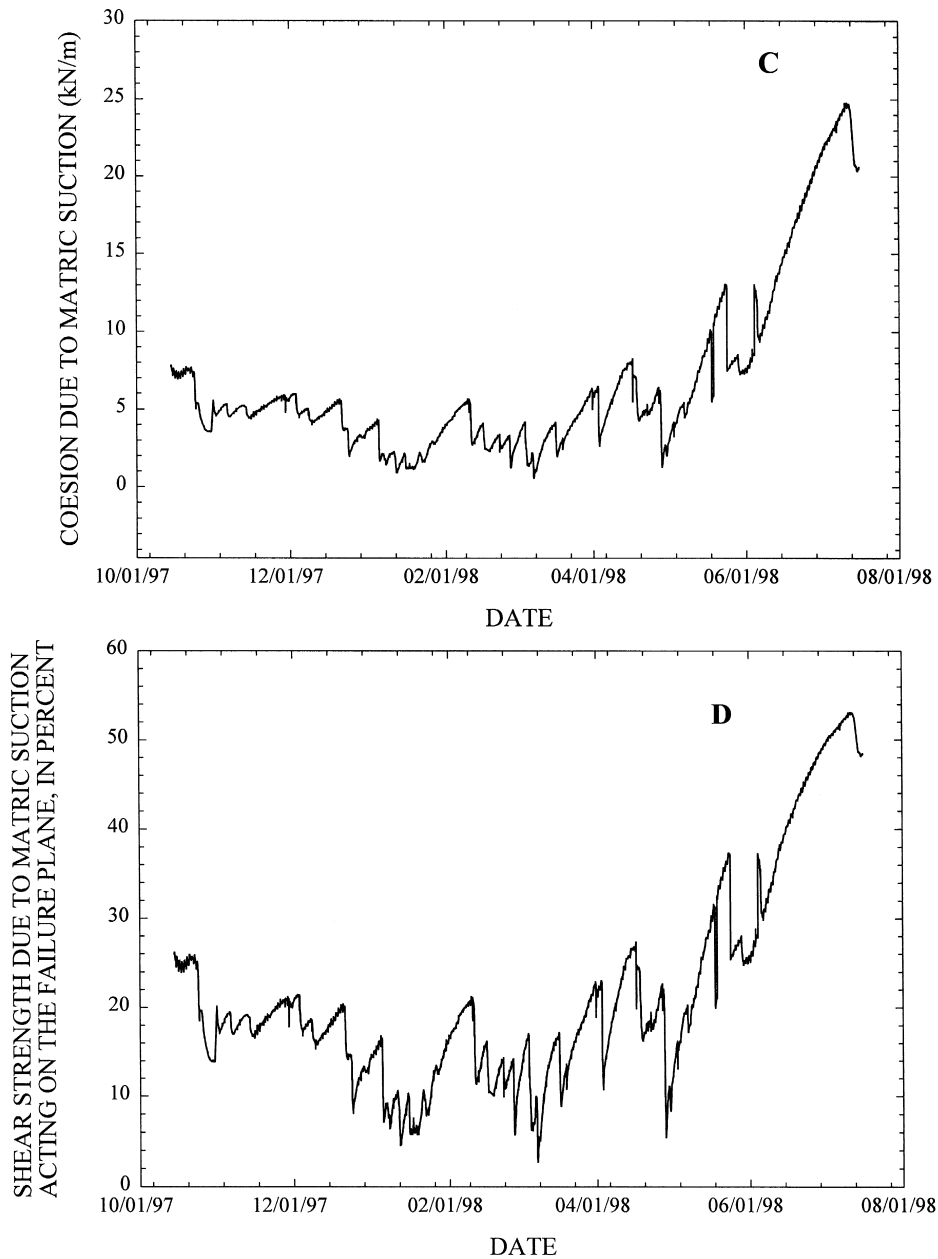 COESION DUE TO MATRIC SUCTION (kN/m)
30
25
20
15
10
5
0
C
10/01/97 12/01/97 02/01/98 04/01/98 06/01/98 08/01/98
DATE
SHEAR STRENGTH DUE TO MATRIC SUCTION
ACTING ON THE FAILURE PLANE, IN PERCENT
60
50
40
30
20
10
0
D
10/01/97 12/01/97 02/01/98 04/01/98 06/01/98 08/01/98
DATE